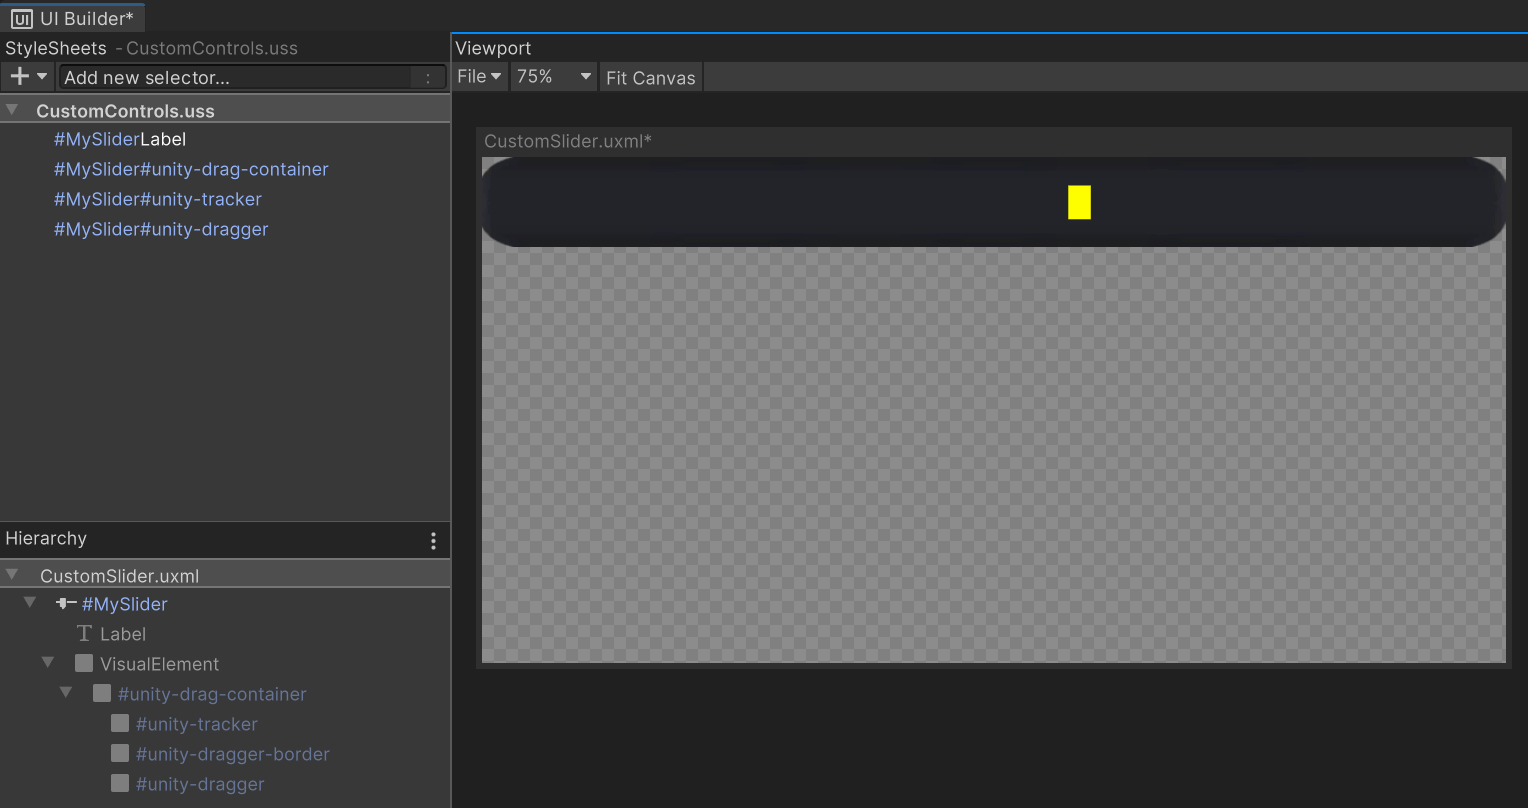 UI Builder*
StyleSheets - CustomControls.uss
Add new selector...
CustomControls.uss
#MySlider Label
#MySlider #unity-drag-container
#MySlider #unity-tracker
#MySlider #unity-dragger
Hierarchy
CustomSlider.uxml
#MySlider
Label
VisualElement
#unity-drag-container
#unity-tracker
#unity-dragger-border
#unity-dragger
Viewport
File 75% Fit Canvas
CustomSlider.uxml*